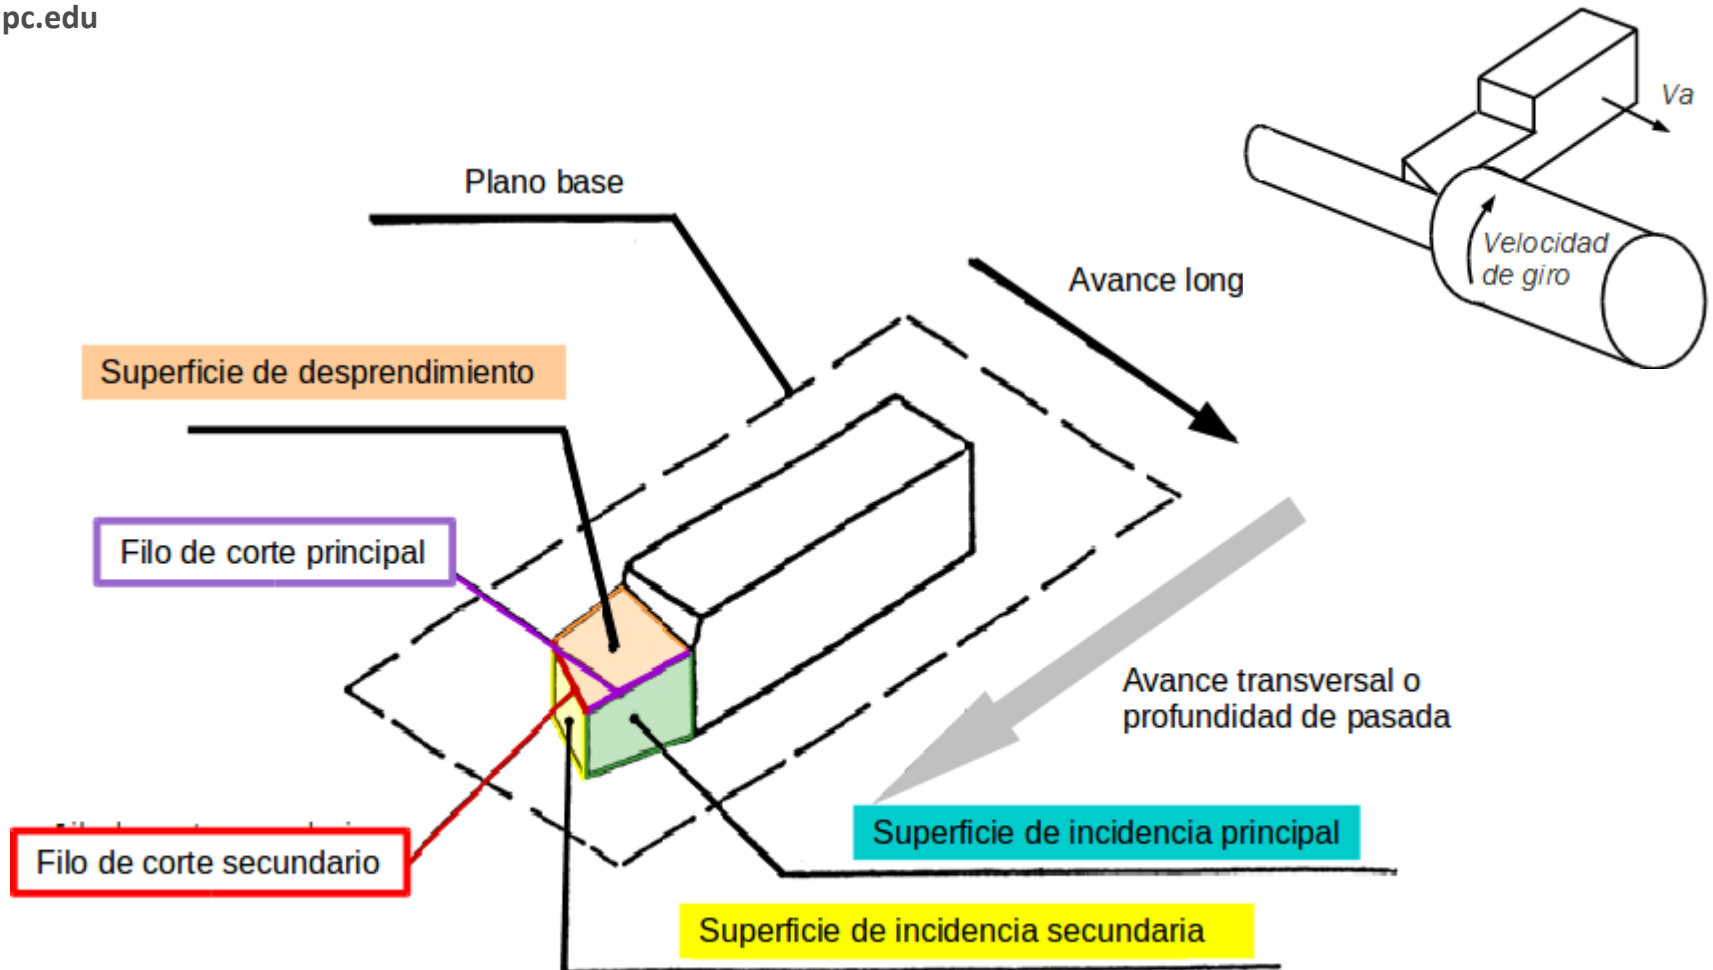 pc.edu
Va
Plano base
Velocidad
de giro
Avance long
Superficie de desprendimiento
Filo de corte principal
Avance transversal o
profundidad de pasada
Superficie de incidencia principal
Filo de corte secundario
Superficie de incidencia secundaria